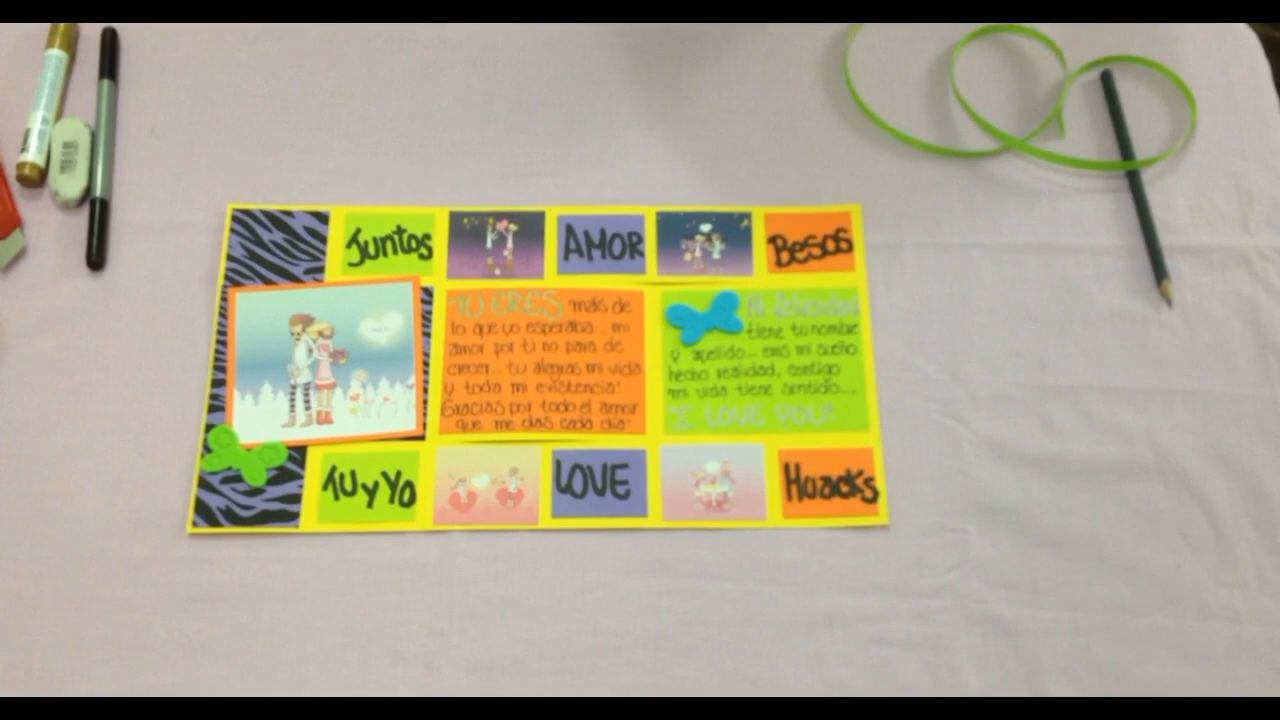 Juntos
AMOR
Besos
TU ERES más de
lo que yo esperaba... mi
amor por ti no para de
crecer... tu alegras mi vida
y toda mi existencia!
Gracias por todo el amor
que me das cada día.
Mi felicidad
tiene tu nombre
y apellido... eres mi sueño
hecho realidad, contigo
mi vida tiene sentido....
I LOVE YOU!
TU y YO
LOVE
Huacks